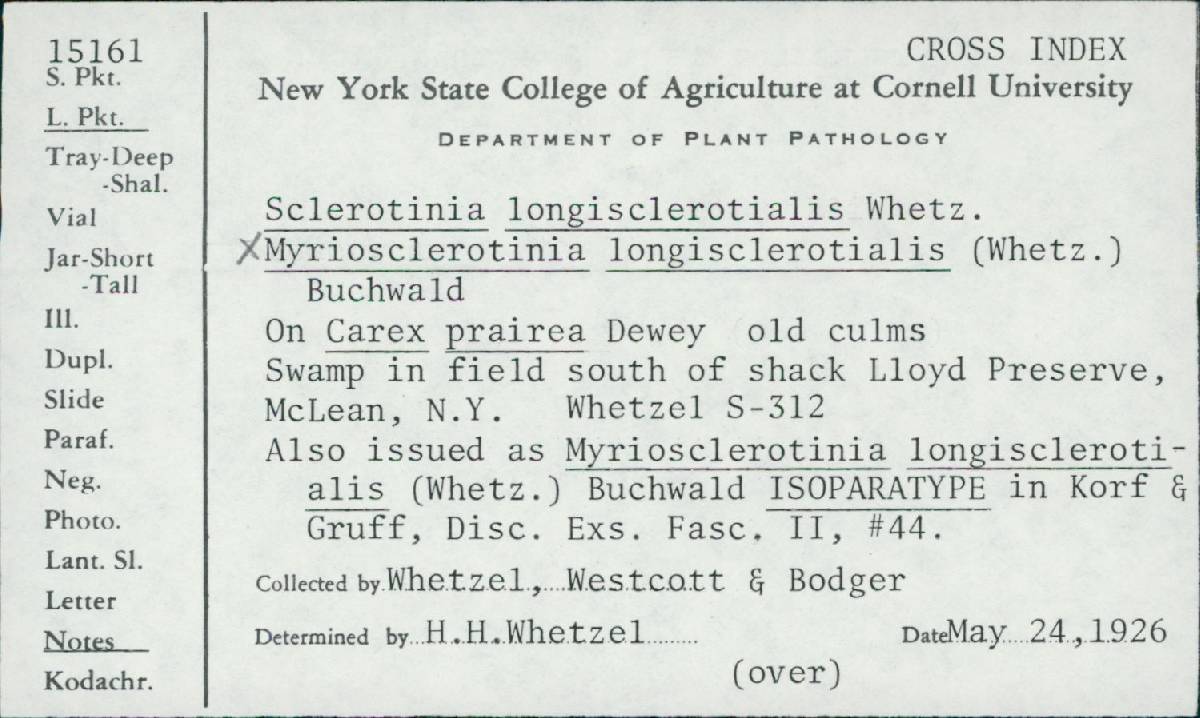 15161
S. Pkt.
L. Pkt.
Tray-Deep
-Shal.
Vial
Jar-Short
-Tall
Ill.
Dupl.
Slide
Paraf.
Neg.
Photo.
Lant. Sl.
Letter
Notes
Kodachr.
CROSS INDEX
New York State College of Agriculture at Cornell University
DEPARTMENT OF PLANT PATHOLOGY
Sclerotinia longisclerotialis Whetz.
X Myriosclerotinia longisclerotialis (Whetz.)
Buchwald
On Carex prairea Dewey old culms
Swamp in field south of shack Lloyd Preserve,
McLean, N.Y. Whetzel S-312
Also issued as Myriosclerotinia longiscleroti-
alis (Whetz.) Buchwald ISOPARATYPE in Korf &
Gruff, Disc. Exs. Fasc. II, #44.
Collected by Whetzel, Westcott & Bodger
Determined by H.H.Whetzel Date May 24, 1926
(over)